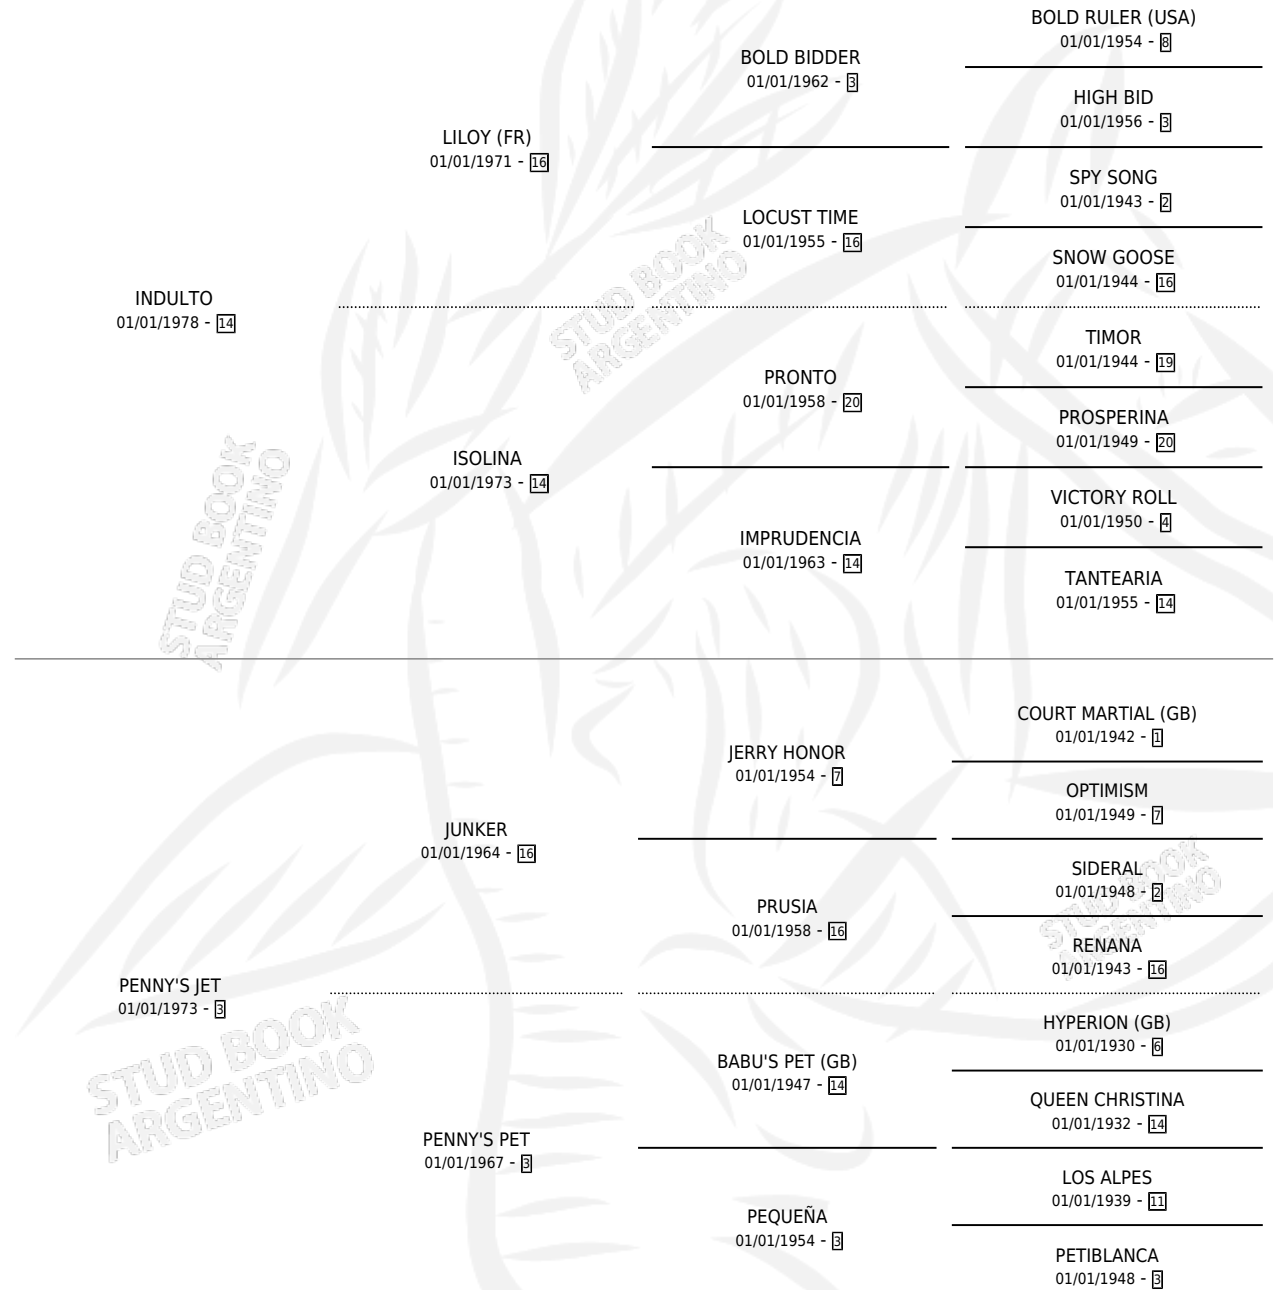 BOLD RULER (USA)
01/01/1954 - 8
BOLD BIDDER
01/01/1962 - 3
HIGH BID
01/01/1956 - 3
LILOY (FR)
01/01/1971 - 16
SPY SONG
01/01/1943 - 2
LOCUST TIME
01/01/1955 - 16
SNOW GOOSE
01/01/1944 - 16
INDULTO
01/01/1978 - 14
TIMOR
01/01/1944 - 19
PRONTO
01/01/1958 - 20
PROSPERINA
01/01/1949 - 20
ISOLINA
01/01/1973 - 14
VICTORY ROLL
01/01/1950 - 4
IMPRUDENCIA
01/01/1963 - 14
TANTEARIA
01/01/1955 - 14
COURT MARTIAL (GB)
01/01/1942 - 1
JERRY HONOR
01/01/1954 - 7
OPTIMISM
01/01/1949 - 7
JUNKER
01/01/1964 - 16
SIDERAL
01/01/1948 - 2
PRUSIA
01/01/1958 - 16
RENANA
01/01/1943 - 16
PENNY'S JET
01/01/1973 - 3
HYPERION (GB)
01/01/1930 - 6
BABU'S PET (GB)
01/01/1947 - 14
QUEEN CHRISTINA
01/01/1932 - 14
PENNY'S PET
01/01/1967 - 3
LOS ALPES
01/01/1939 - 11
PEQUEÑA
01/01/1954 - 3
PETIBLANCA
01/01/1948 - 3
STUD BOOK
ARGENTINO
STUD BOOK
ARGENTINO
STUD BOOK
ARGENTINO
STUD BOOK
ARGENTINO